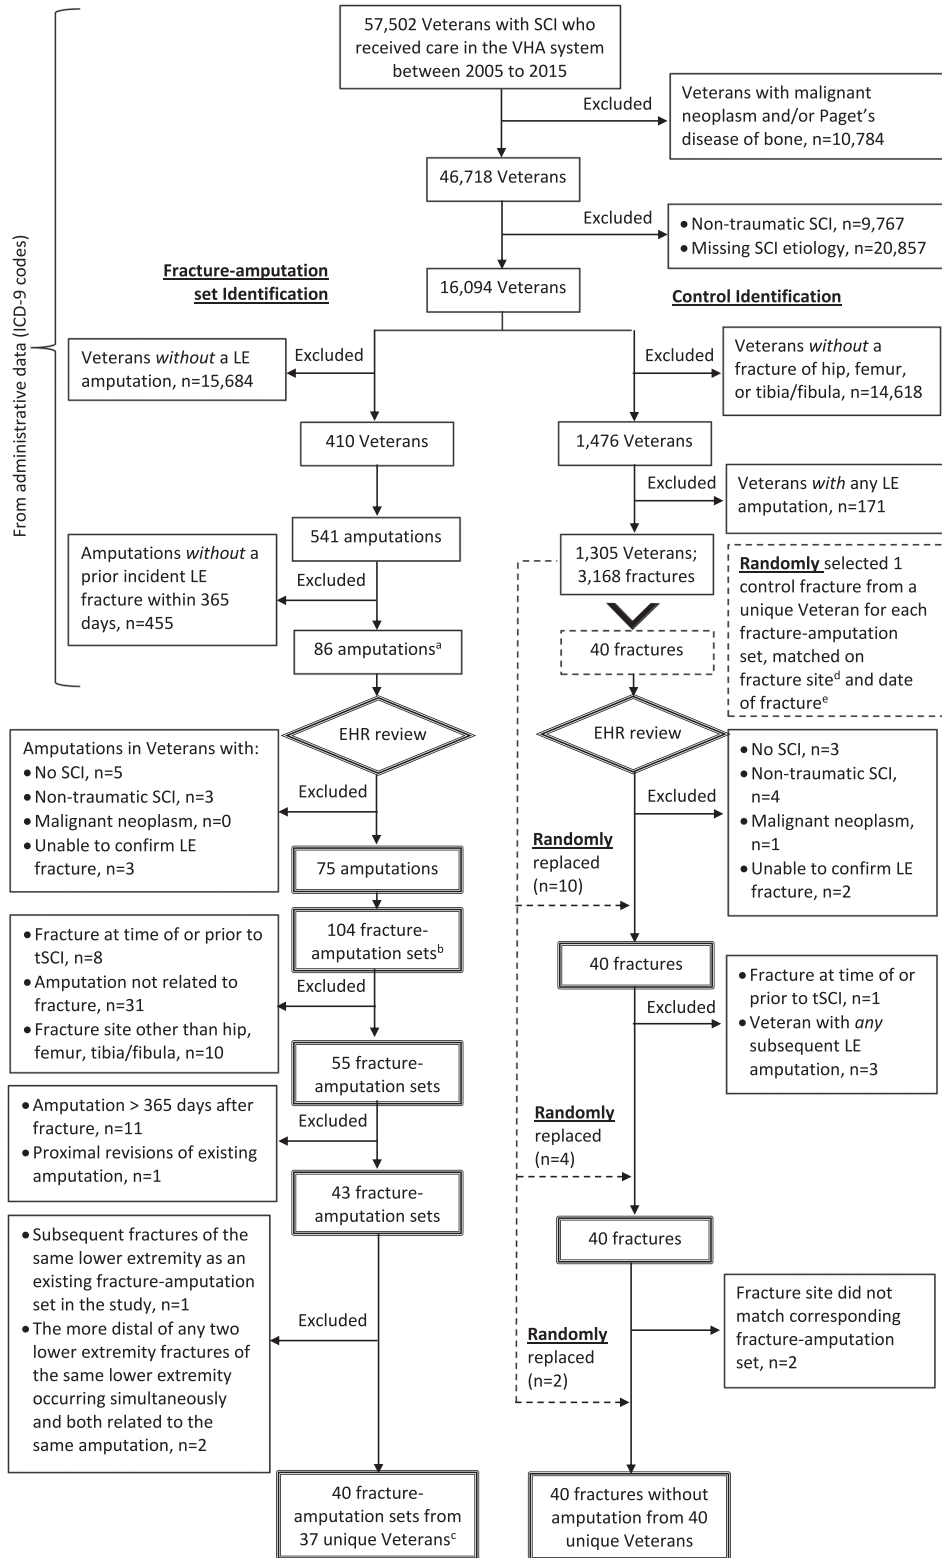 57,502 Veterans with SCI who
received care in the VHA system
between 2005 to 2015
Excluded
Veterans with malignant
neoplasm and/or Paget's
disease of bone, n=10,784
46,718 Veterans
Excluded
• Non-traumatic SCI, n=9,767
• Missing SCI etiology, n=20,857
From administrative data (ICD-9 codes)
Fracture-amputation
set Identification
16,094 Veterans
Control Identification
Veterans without a LE
amputation, n=15,684
Excluded
Excluded
Veterans without a
fracture of hip, femur,
or tibia/fibula, n=14,618
410 Veterans
1,476 Veterans
Excluded
Veterans with any LE
amputation, n=171
541 amputations
1,305 Veterans;
3,168 fractures
Amputations without a
prior incident LE
fracture within 365
days, n=455
Excluded
Randomly selected 1
control fracture from a
unique Veteran for each
fracture-amputation
set, matched on
fracture siteᵈ and date
of fractureᵉ
86 amputationsᵃ
40 fractures
EHR review
EHR review
Amputations in Veterans with:
• No SCI, n=5
• Non-traumatic SCI, n=3
• Malignant neoplasm, n=0
• Unable to confirm LE
fracture, n=3
Excluded
Excluded
• No SCI, n=3
• Non-traumatic SCI,
n=4
• Malignant neoplasm,
n=1
• Unable to confirm LE
fracture, n=2
Randomly
replaced
(n=10)
75 amputations
104 fracture-
amputation setsᵇ
40 fractures
• Fracture at time of or prior to
tSCI, n=8
• Amputation not related to
fracture, n=31
• Fracture site other than hip,
femur, tibia/fibula, n=10
Excluded
Excluded
• Fracture at time of or
prior to tSCI, n=1
• Veteran with any
subsequent LE
amputation, n=3
55 fracture-
amputation sets
• Amputation > 365 days after
fracture, n=11
• Proximal revisions of existing
amputation, n=1
Excluded
Randomly
replaced
(n=4)
43 fracture-
amputation sets
40 fractures
• Subsequent fractures of the
same lower extremity as an
existing fracture-amputation
set in the study, n=1
• The more distal of any two
lower extremity fractures of
the same lower extremity
occurring simultaneously
and both related to the
same amputation, n=2
Excluded
Randomly
replaced
(n=2)
Fracture site did not
match corresponding
fracture-amputation
set, n=2
40 fracture-
amputation sets from
37 unique Veteransᶜ
40 fractures without
amputation from 40
unique Veterans